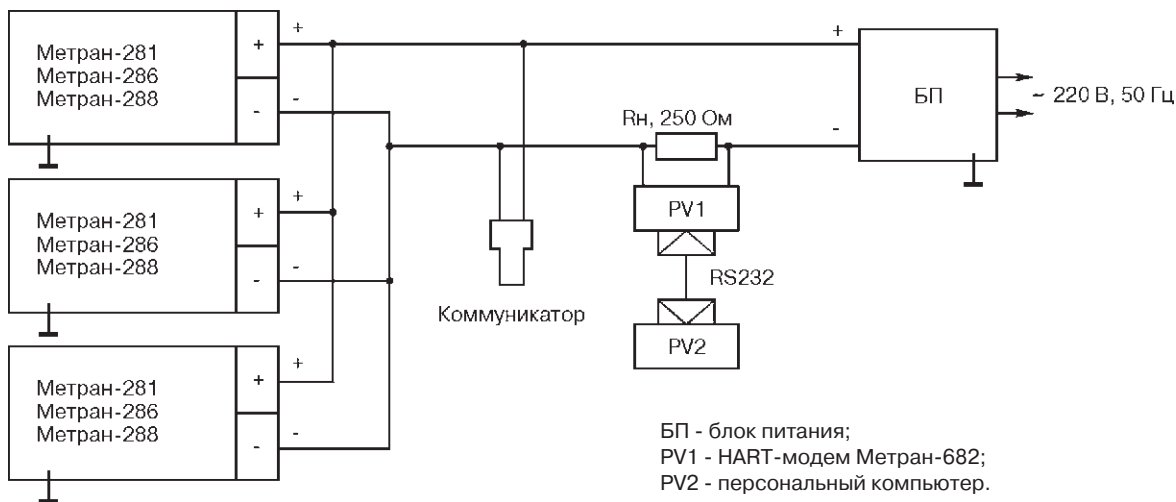 Метран-281
Метран-286
Метран-288
+
-
+
-
+
-
БП
~ 220 В, 50 Гц
Rн, 250 Ом
PV1
RS232
PV2
Коммуникатор
Метран-281
Метран-286
Метран-288
+
-
+
-
Метран-281
Метран-286
Метран-288
+
-
+
-
БП - блок питания;
PV1 - HART-модем Метран-682;
PV2 - персональный компьютер.